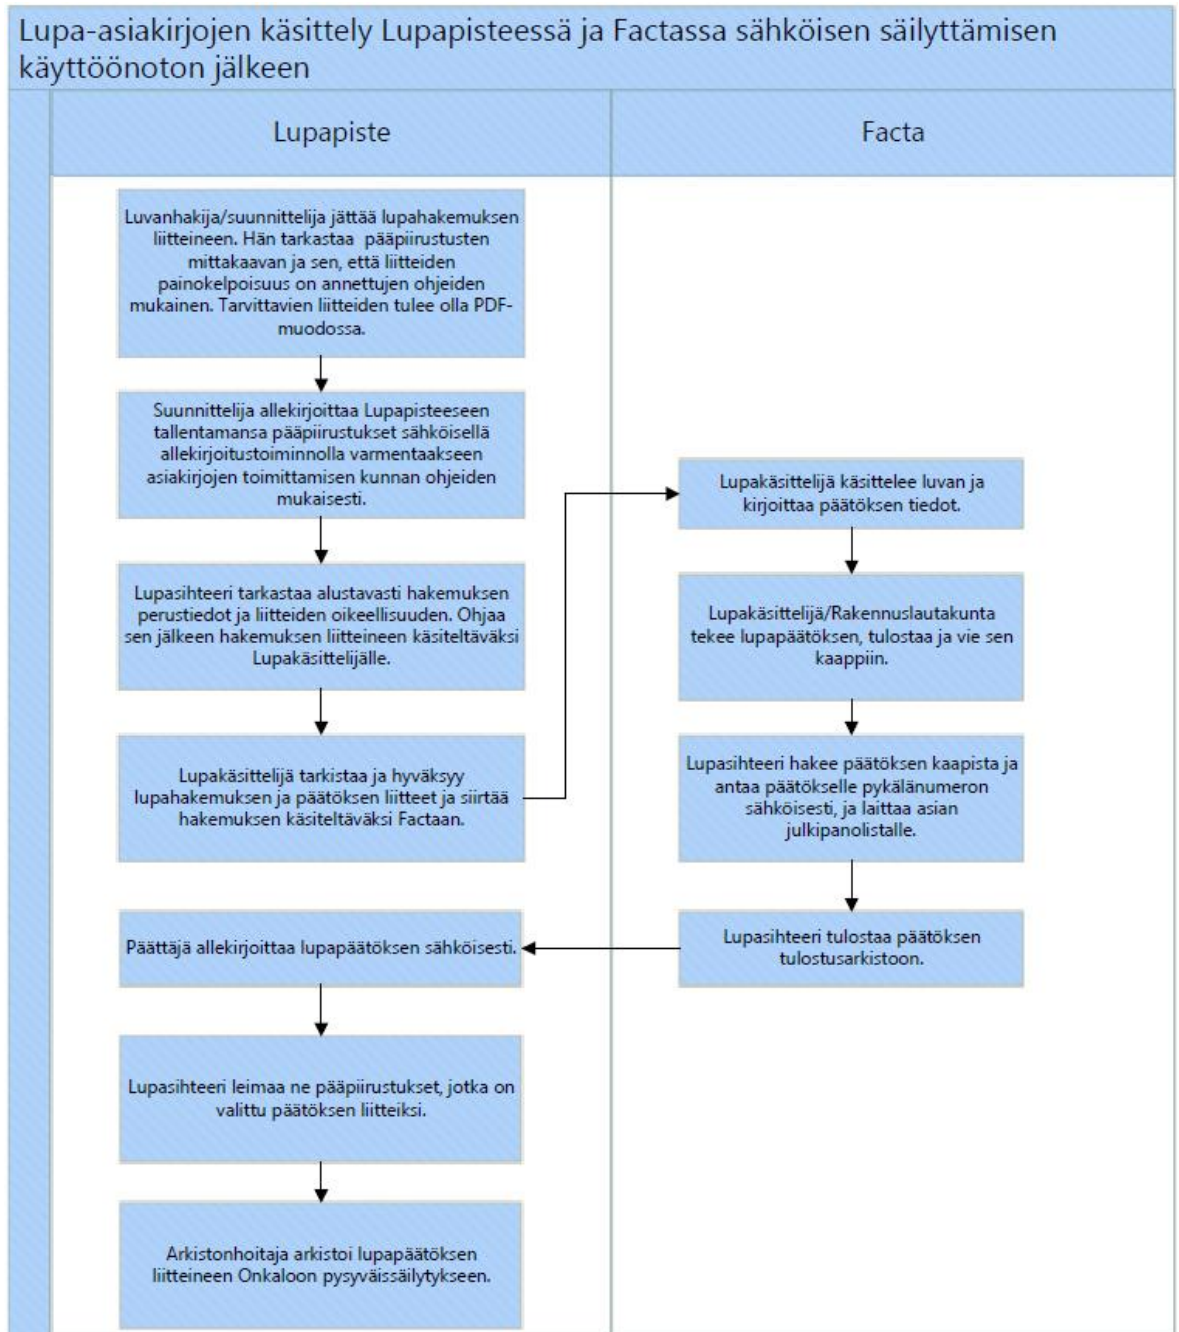 Lupa-asiakirjojen käsittely Lupapisteessä ja Factassa sähköisen säilyttämisen
käyttöönoton jälkeen
Lupapiste
Facta
Luvanhakija/suunnittelija jättää lupahakemuksen
liitteineen. Hän tarkastaa pääpiirustusten
mittakaavan ja sen, että liitteiden
painokelpoisuus on annettujen ohjeiden
mukainen. Tarvittavien liitteiden tulee olla PDF-
muodossa.
Suunnittelija allekirjoittaa Lupapisteeseen
tallentamansa pääpiirustukset sähköisellä
allekirjoitustoiminnolla varmentaakseen
asiakirjojen toimittamisen kunnan ohjeiden
mukaisesti.
Lupasihteeri tarkastaa alustavasti hakemuksen
perustiedot ja liitteiden oikeellisuuden. Ohjaa
sen jälkeen hakemuksen liitteineen käsiteltäväksi
Lupakäsittelijälle.
Lupakäsittelijä tarkistaa ja hyväksyy
lupahakemuksen ja päätöksen liitteet ja siirtää
hakemuksen käsiteltäväksi Factaan.
Lupakäsittelijä käsittelee luvan ja
kirjoittaa päätöksen tiedot.
Lupakäsittelijä/Rakennuslautakunta
tekee lupapäätöksen, tulostaa ja vie sen
kaappiin.
Lupasihteeri hakee päätöksen kaapista ja
antaa päätökselle pykälänumeron
sähköisesti, ja laittaa asian
julkipanolistalle.
Lupasihteeri tulostaa päätöksen
tulostusarkistoon.
Päättäjä allekirjoittaa lupapäätöksen sähköisesti.
Lupasihteeri leimaa ne pääpiirustukset, jotka on
valittu päätöksen liitteiksi.
Arkistonhoitaja arkistoi lupapäätöksen
liitteineen Onkaloon pysyväissäilytykseen.